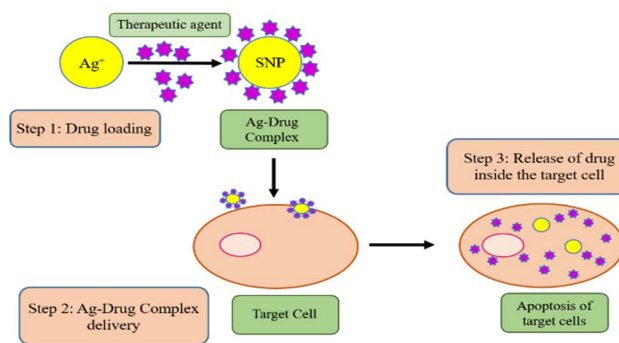 Therapeutic agent
Ag⁺
SNP
Step 1: Drug loading
Ag-Drug
Complex
Step 3: Release of drug
inside the target cell
Step 2: Ag-Drug Complex
delivery
Target Cell
Apoptosis of
target cells